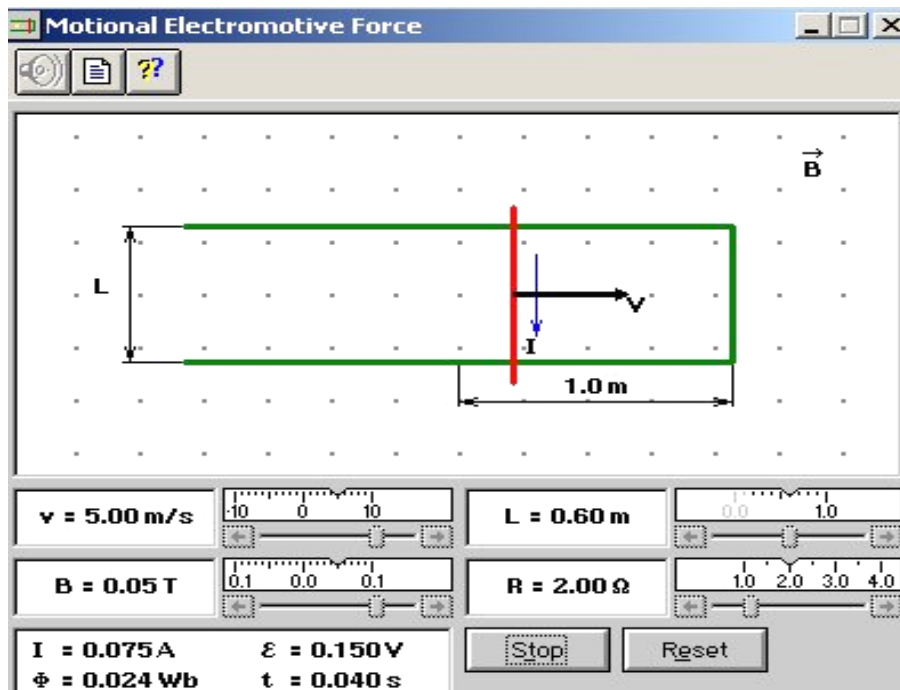 Motional Electromotive Force
??
B
L
V
I
1.0 m
v = 5.00 m/s
-10 0 10
L = 0.60 m
0.0 1.0
B = 0.05 T
0.1 0.0 0.1
R = 2.00 Ω
1.0 2.0 3.0 4.0
I = 0.075 A ε = 0.150 V
Φ = 0.024 Wb t = 0.040 s
Stop
Reset